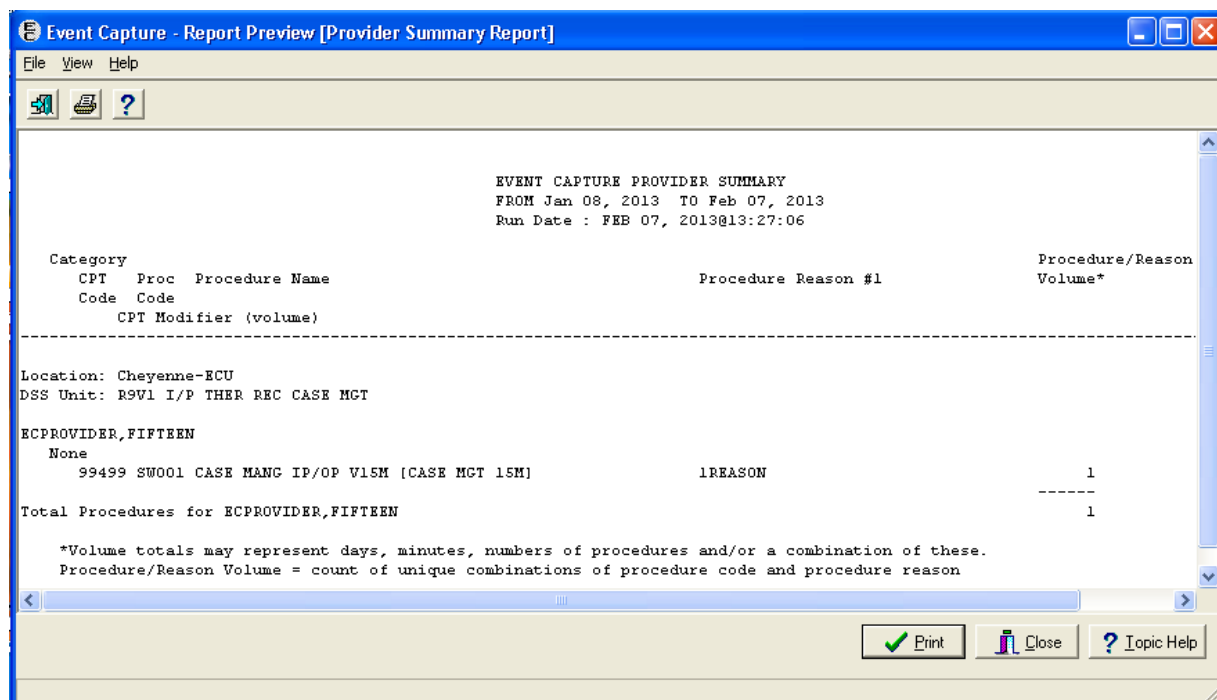 Event Capture - Report Preview [Provider Summary Report]
File View Help
EVENT CAPTURE PROVIDER SUMMARY
FROM Jan 08, 2013 TO Feb 07, 2013
Run Date : FEB 07, 2013@13:27:06
Category Procedure/Reason
CPT Proc Procedure Name Procedure Reason #1 Volume*
Code Code
CPT Modifier (volume)
Location: Cheyenne-ECU
DSS Unit: R9V1 I/P THER REC CASE MGT
ECPROVIDER,FIFTEEN
None
99499 SW001 CASE MANG IP/OP V15M [CASE MGT 15M] 1REASON 1
------
Total Procedures for ECPROVIDER,FIFTEEN 1
*Volume totals may represent days, minutes, numbers of procedures and/or a combination of these.
Procedure/Reason Volume = count of unique combinations of procedure code and procedure reason
Print Close ? Topic Help